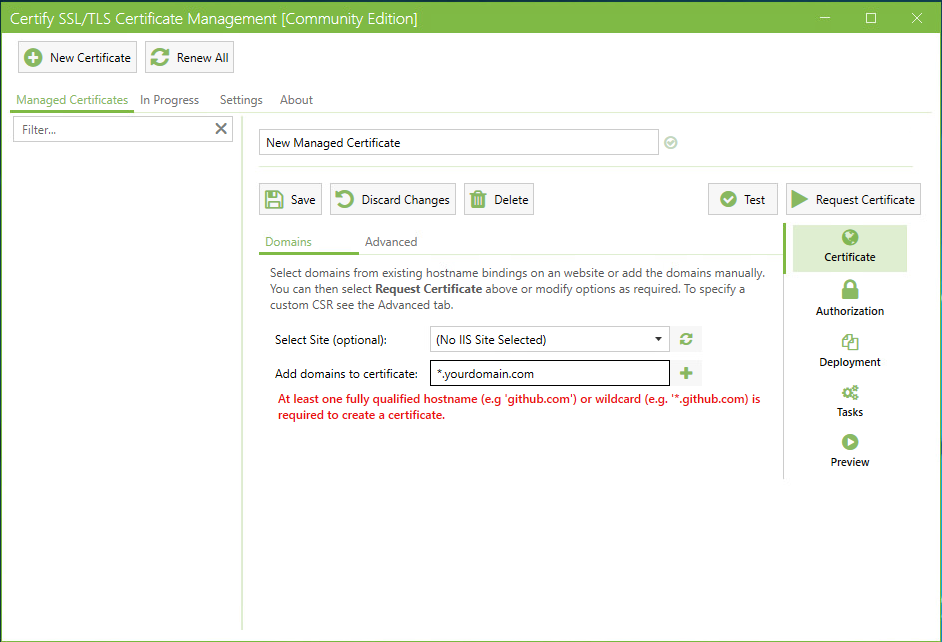 Certify SSL/TLS Certificate Management [Community Edition]
New Certificate
Renew All
Managed Certificates
In Progress
Settings
About
Filter...
New Managed Certificate
Save
Discard Changes
Delete
Test
Request Certificate
Domains
Advanced
Select domains from existing hostname bindings on an website or add the domains manually.
You can then select Request Certificate above or modify options as required. To specify a
custom CSR see the Advanced tab.
Select Site (optional):
(No IIS Site Selected)
Add domains to certificate:
*.yourdomain.com
At least one fully qualified hostname (e.g 'github.com') or wildcard (e.g. '*.github.com) is
required to create a certificate.
Certificate
Authorization
Deployment
Tasks
Preview